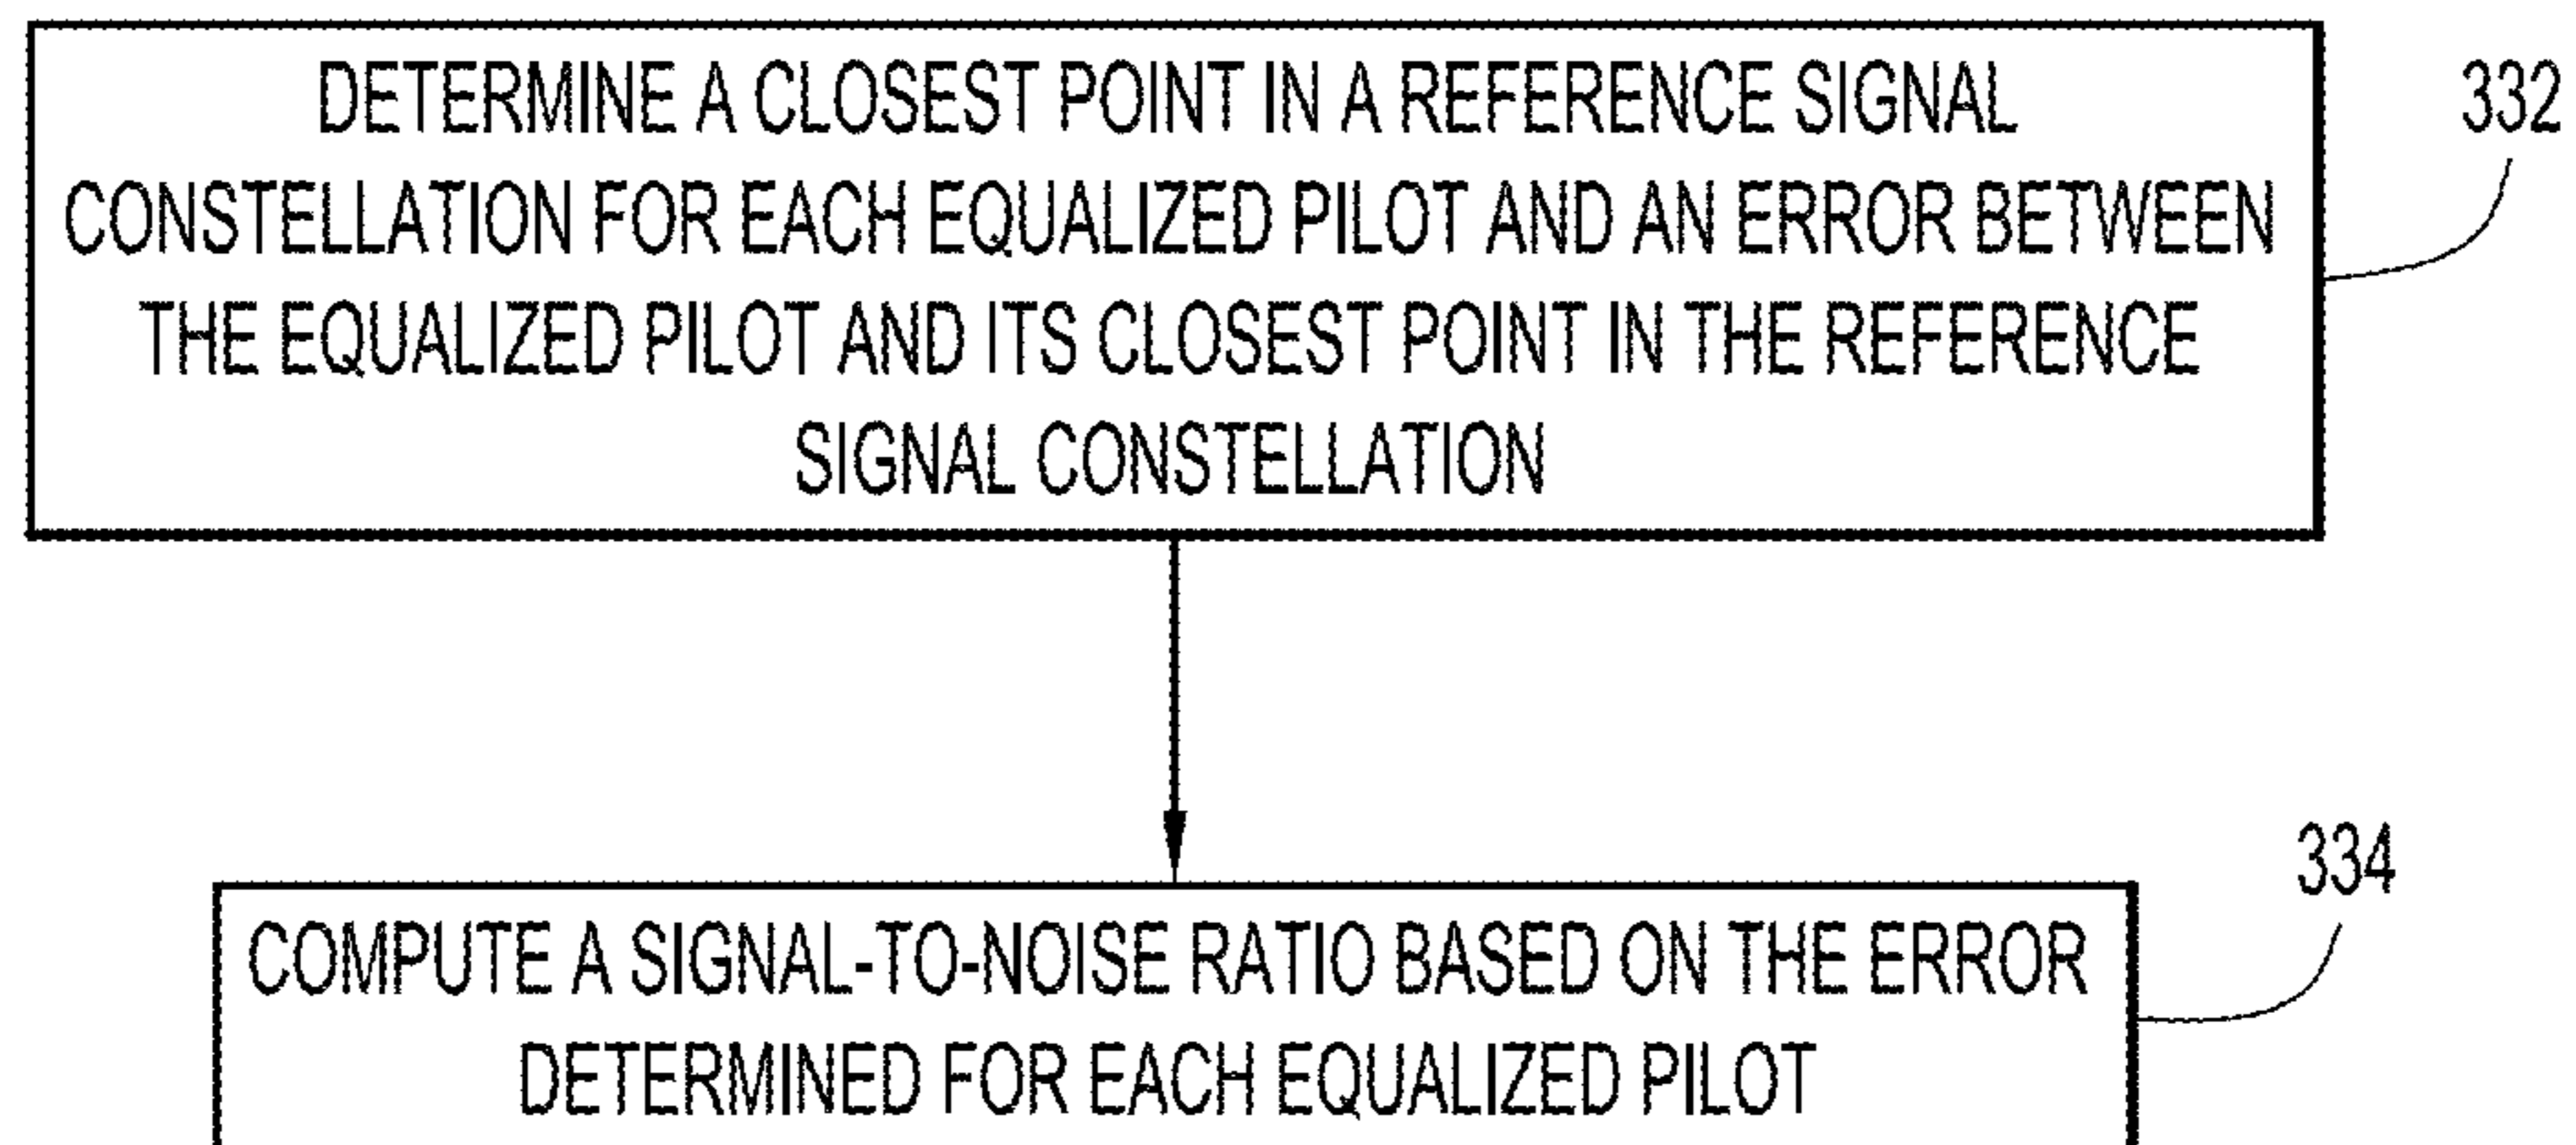 DETERMINE A CLOSEST POINT IN A REFERENCE SIGNAL
CONSTELLATION FOR EACH EQUALIZED PILOT AND AN ERROR BETWEEN
THE EQUALIZED PILOT AND ITS CLOSEST POINT IN THE REFERENCE
SIGNAL CONSTELLATION
332
334
COMPUTE A SIGNAL-TO-NOISE RATIO BASED ON THE ERROR
DETERMINED FOR EACH EQUALIZED PILOT